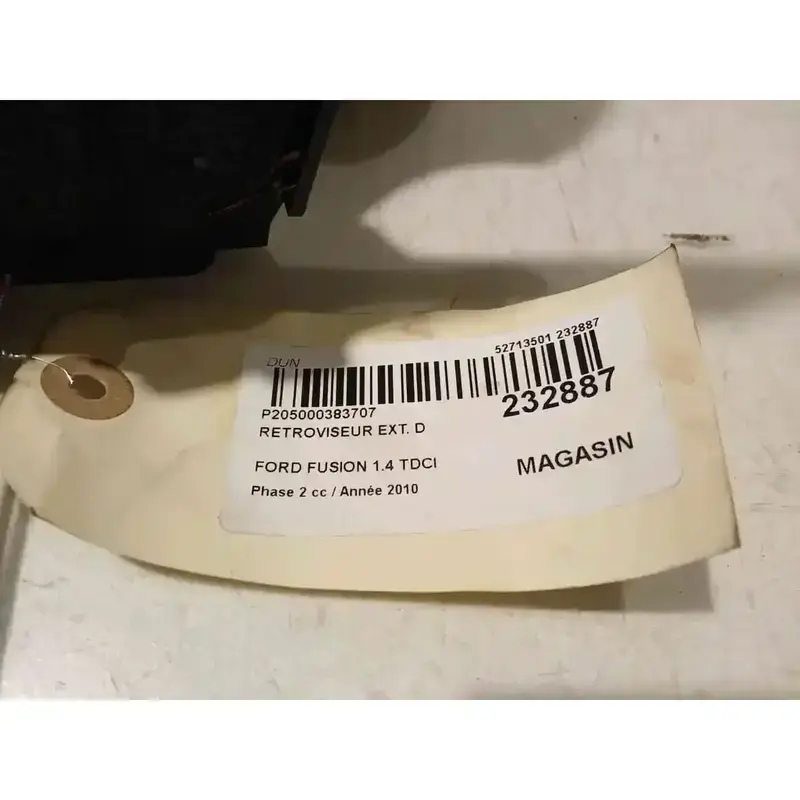 DUN
52713501 232887
P205000383707
232887
RETROVISEUR EXT. D
FORD FUSION 1.4 TDCI
MAGASIN
Phase 2 cc / Année 2010